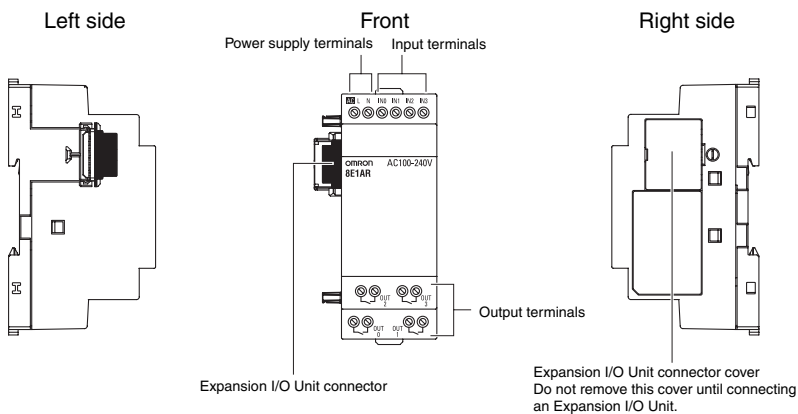 Left side
Front
Right side
Power supply terminals
Input terminals
AC L N IN0 IN1 IN2 IN3
OMRON AC100-240V
8E1AR
OUT 2
OUT 3
Output terminals
OUT 0
OUT 1
Expansion I/O Unit connector
Expansion I/O Unit connector cover
Do not remove this cover until connecting
an Expansion I/O Unit.